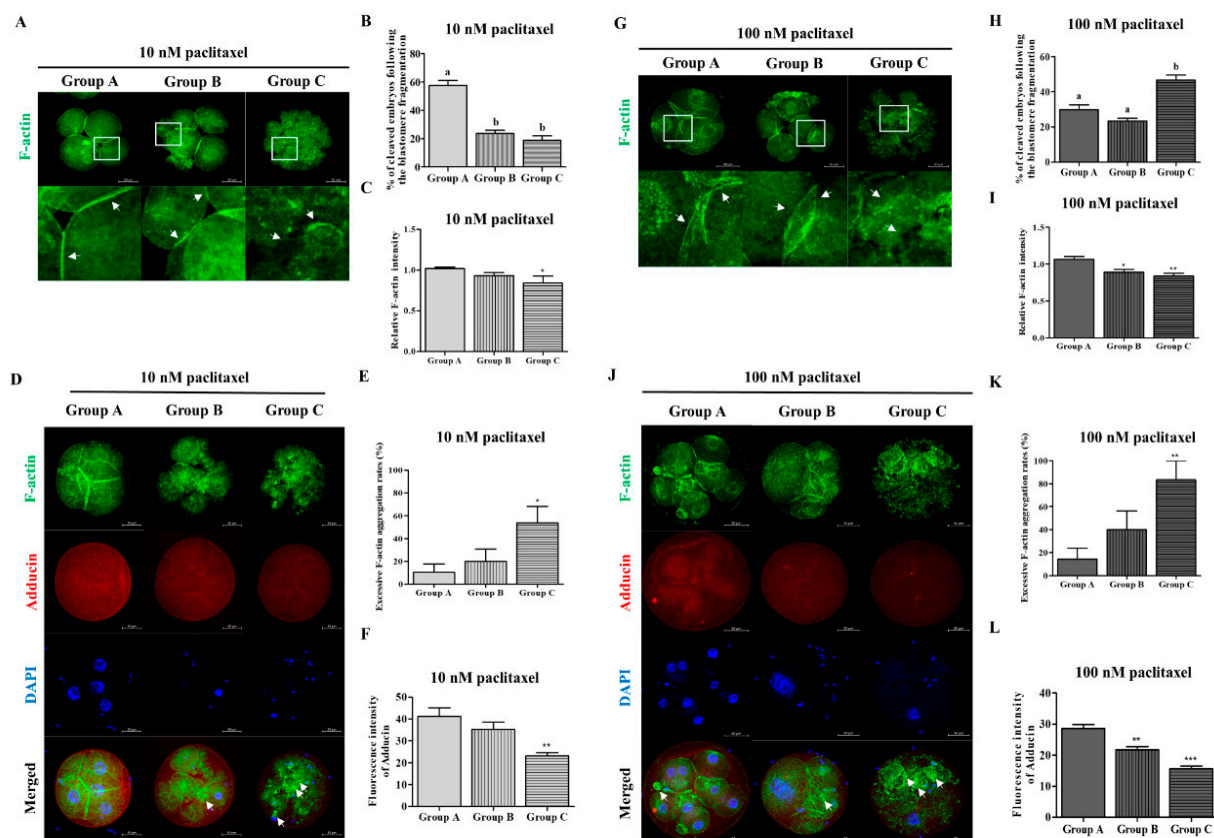 A
10 nM paclitaxel
Group A Group B Group C
F-actin
B
10 nM paclitaxel
% of cleaved embryos following
the blastomere fragmentation
80
60
40
20
0
a
b
b
Group A Group B Group C
C
10 nM paclitaxel
Relative F-actin intensity
1.5
1.0
0.5
0.0
*
Group A Group B Group C
D
10 nM paclitaxel
Group A Group B Group C
F-actin
Adducin
DAPI
Merged
E
10 nM paclitaxel
Excessive F-actin aggregation rates (%)
100
80
60
40
20
0
*
Group A Group B Group C
F
10 nM paclitaxel
Fluorescence intensity
of Adducin
60
50
40
30
20
10
0
**
Group A Group B Group C
G
100 nM paclitaxel
Group A Group B Group C
F-actin
H
100 nM paclitaxel
% of cleaved embryos following
the blastomere fragmentation
60
40
20
0
a
a
b
Group A Group B Group C
I
100 nM paclitaxel
Relative F-actin intensity
1.5
1.0
0.5
0.0
*
**
Group A Group B Group C
J
100 nM paclitaxel
Group A Group B Group C
F-actin
Adducin
DAPI
Merged
K
100 nM paclitaxel
Excessive F-actin aggregation rates (%)
100
80
60
40
20
0
**
Group A Group B Group C
L
100 nM paclitaxel
Fluorescence intensity
of Adducin
40
30
20
10
0
**
***
Group A Group B Group C